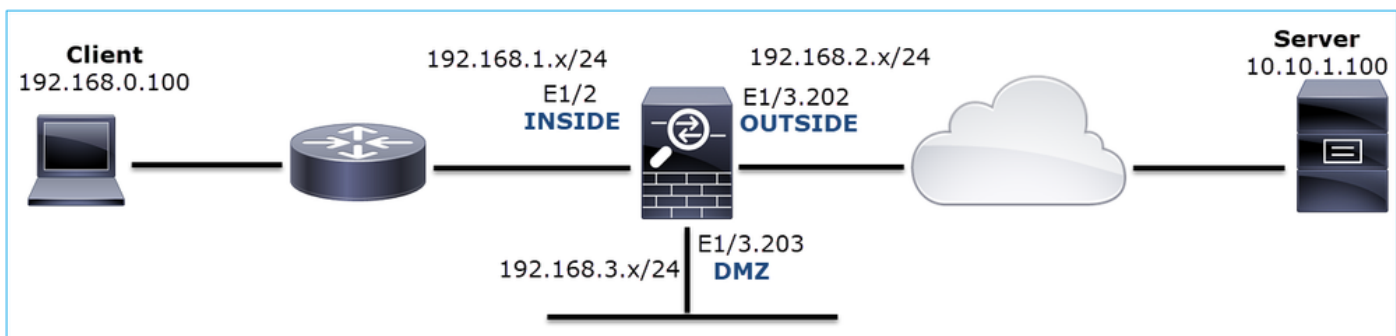 Client
192.168.0.100
192.168.1.x/24
E1/2
INSIDE
192.168.2.x/24
E1/3.202
OUTSIDE
Server
10.10.1.100
E1/3.203
192.168.3.x/24
DMZ